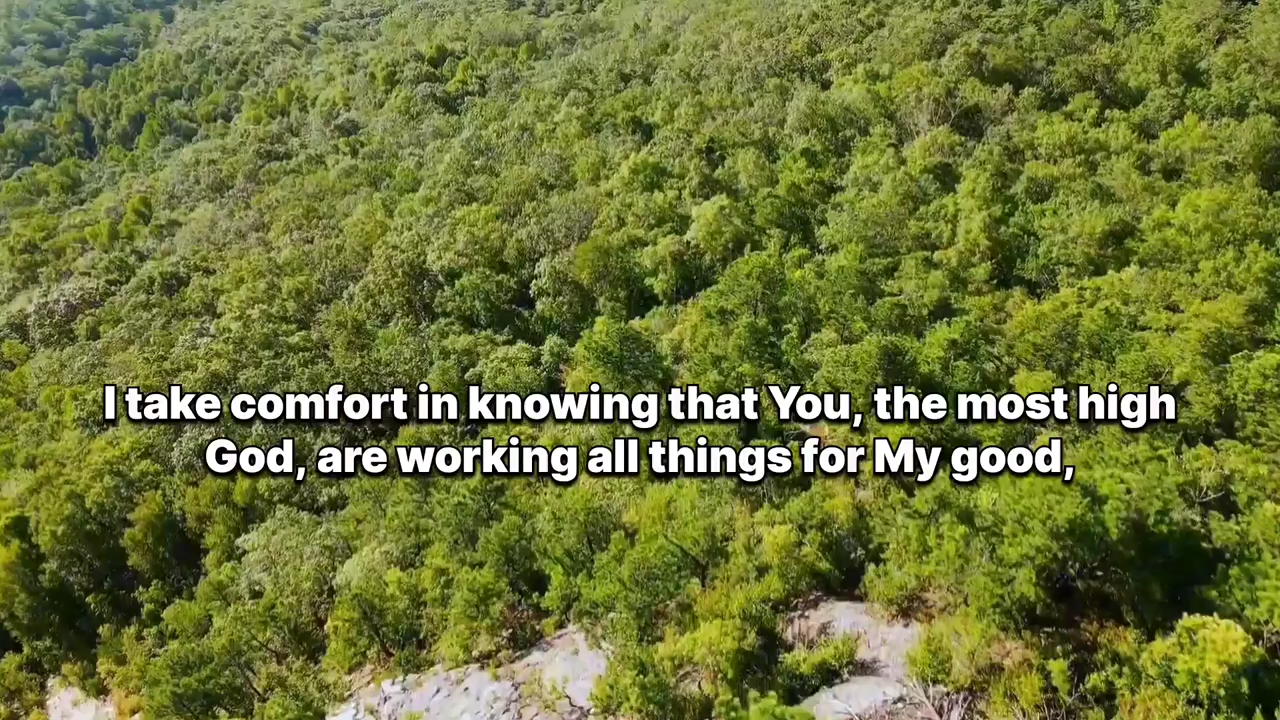 I take comfort in knowing that You, the most high
God, are working all things for My good,